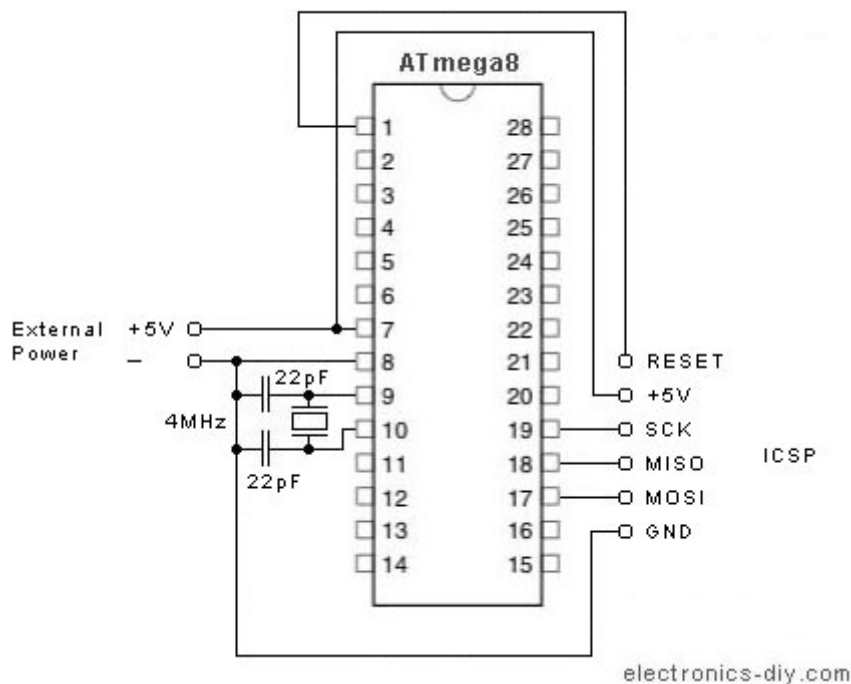 ATmega8
1 28
2 27
3 26
4 25
5 24
6 23
External +5V 7 22
Power – 8 21 RESET
22pF
9 20 +5V
4MHz 10 19 SCK
11 18 MISO ICSP
22pF
12 17 MOSI
13 16 GND
14 15
electronics-diy.com